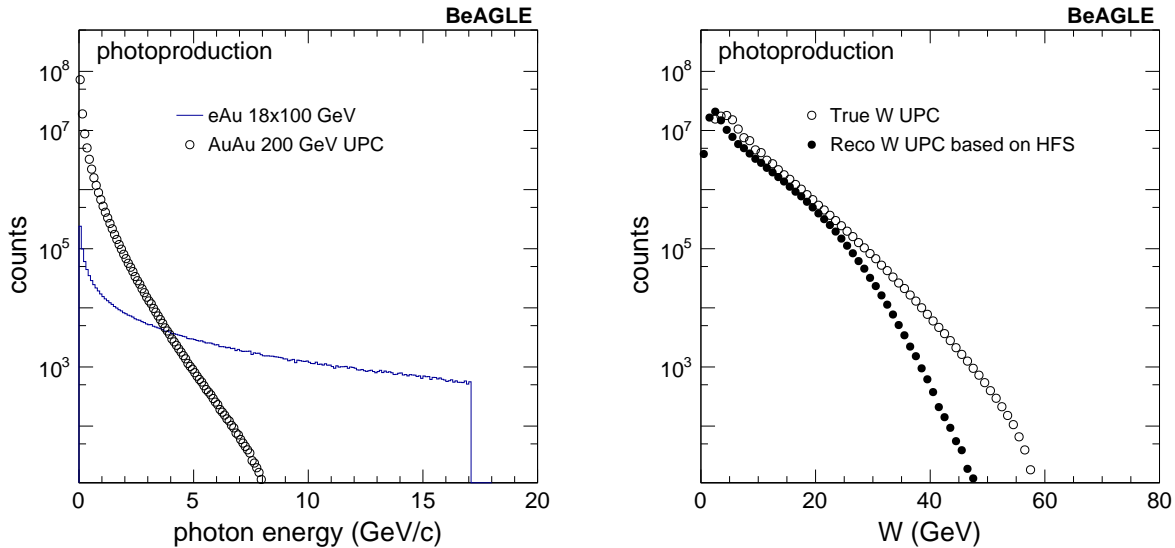 BeAGLE
photoproduction
eAu 18x100 GeV
AuAu 200 GeV UPC
counts
10^8
10^7
10^5
10^3
0 5 10 15 20
photon energy (GeV/c)
BeAGLE
photoproduction
True W UPC
Reco W UPC based on HFS
counts
10^8
10^7
10^5
10^3
0 20 40 60 80
W (GeV)